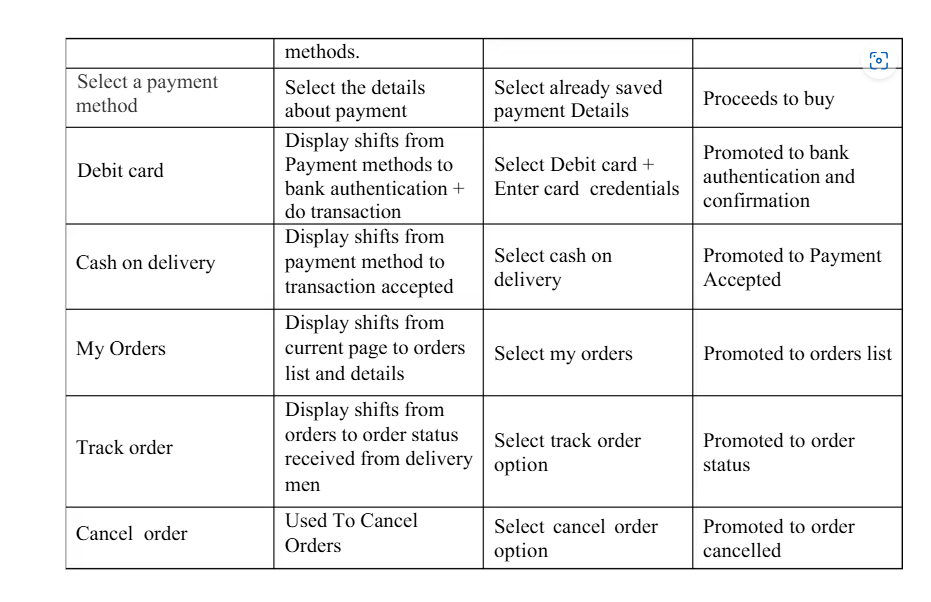 methods.
Select a payment
method
Select the details
about payment
Select already saved
payment Details
Proceeds to buy
Debit card
Display shifts from
Payment methods to
bank authentication +
do transaction
Select Debit card +
Enter card credentials
Promoted to bank
authentication and
confirmation
Cash on delivery
Display shifts from
payment method to
transaction accepted
Select cash on
delivery
Promoted to Payment
Accepted
My Orders
Display shifts from
current page to orders
list and details
Select my orders
Promoted to orders list
Track order
Display shifts from
orders to order status
received from delivery
men
Select track order
option
Promoted to order
status
Cancel order
Used To Cancel
Orders
Select cancel order
option
Promoted to order
cancelled